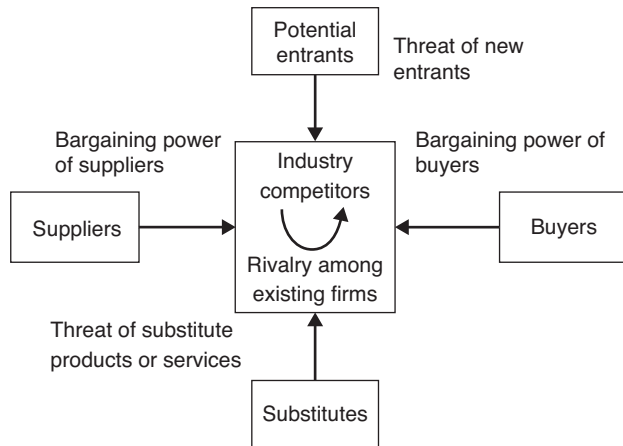 Potential
entrants
Threat of new
entrants
Bargaining power
of suppliers
Industry
competitors
Bargaining power of
buyers
Suppliers
Buyers
Rivalry among
existing firms
Threat of substitute
products or services
Substitutes